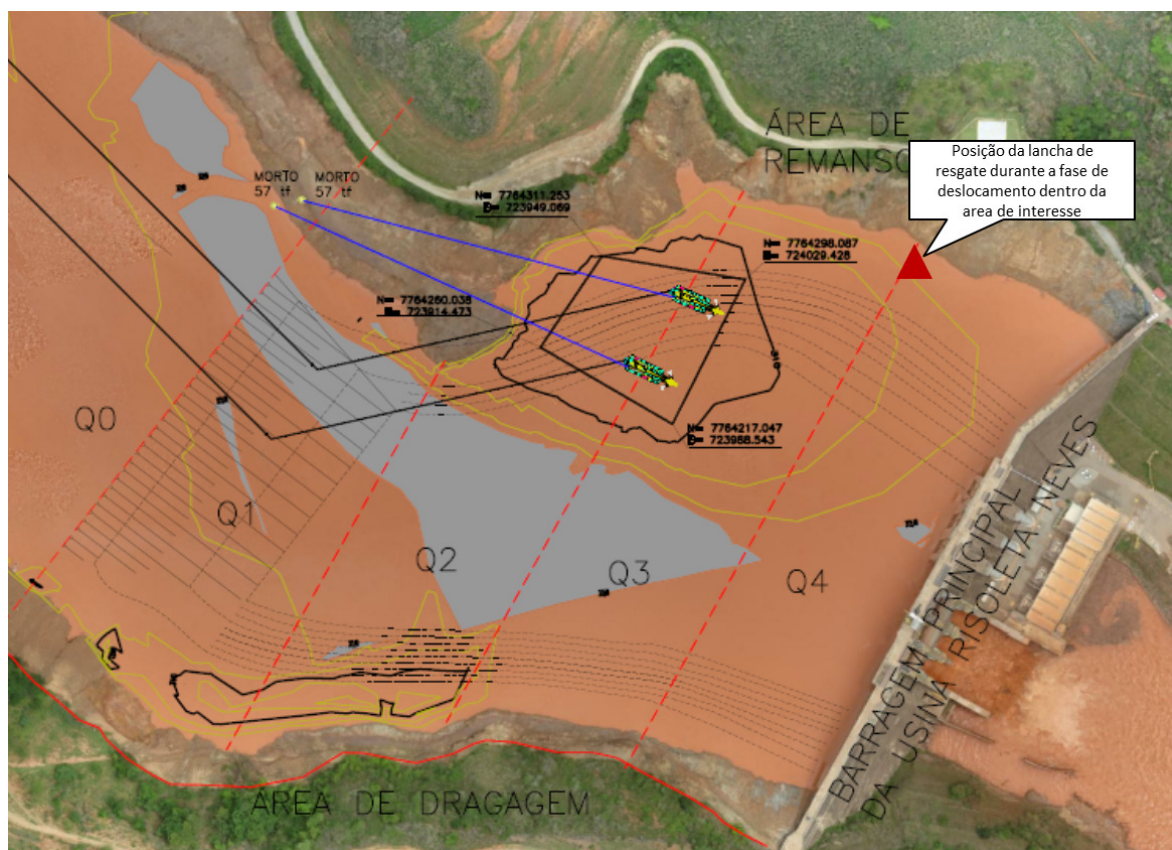 ÁREA DE
REMANSO
Posição da lancha de
resgate durante a fase de
deslocamento dentro da
area de interesse
MORTO
57 tf
MORTO
57 tf
N= 7764311.253
E= 723949.069
N= 7764298.087
E= 724029.428
N= 7764260.035
E= 723914.473
N= 7764217.047
E= 723988.543
Q0
Q1
Q2
Q3
Q4
BARRAGEM PRINCIPAL
DA USINA RISOLETA NEVES
ÁREA DE DRAGAGEM